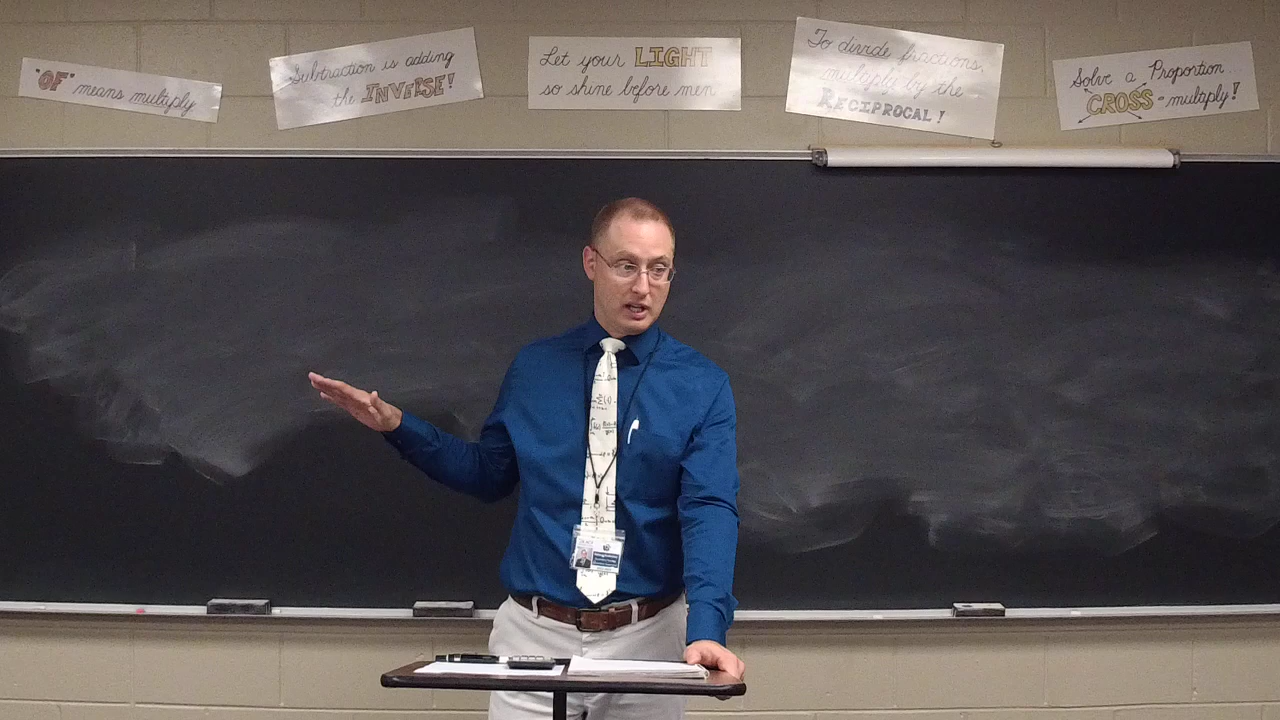 "OF" means multiply
Subtraction is adding
the INVERSE!
Let your LIGHT
so shine before men
To divide fractions,
multiply by the
RECIPROCAL!
Solve a Proportion...
CROSS-multiply!